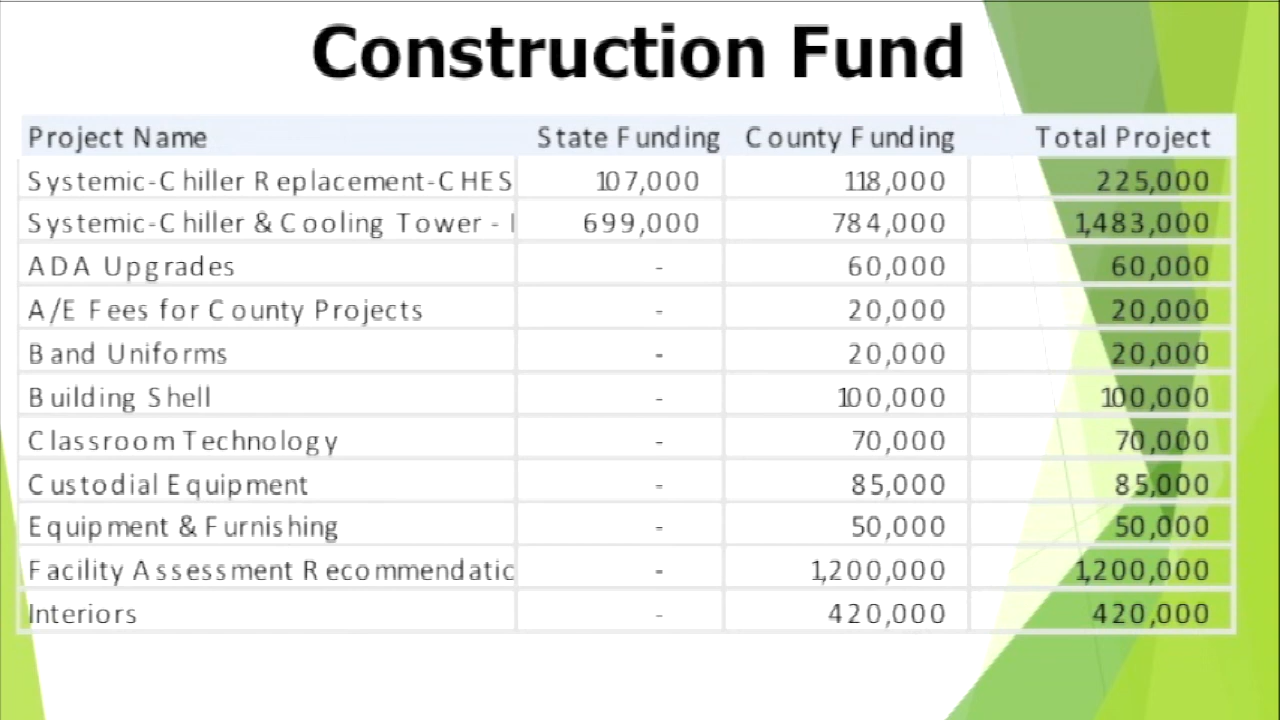 Construction Fund
Project Name State Funding County Funding Total Project
Systemic-Chiller Replacement-CHES 107,000 118,000 225,000
Systemic-Chiller & Cooling Tower - 699,000 784,000 1,483,000
ADA Upgrades - 60,000 60,000
A/E Fees for County Projects - 20,000 20,000
Band Uniforms - 20,000 20,000
Building Shell - 100,000 100,000
Classroom Technology - 70,000 70,000
Custodial Equipment - 85,000 85,000
Equipment & Furnishing - 50,000 50,000
Facility Assessment Recommendatic - 1,200,000 1,200,000
Interiors - 420,000 420,000